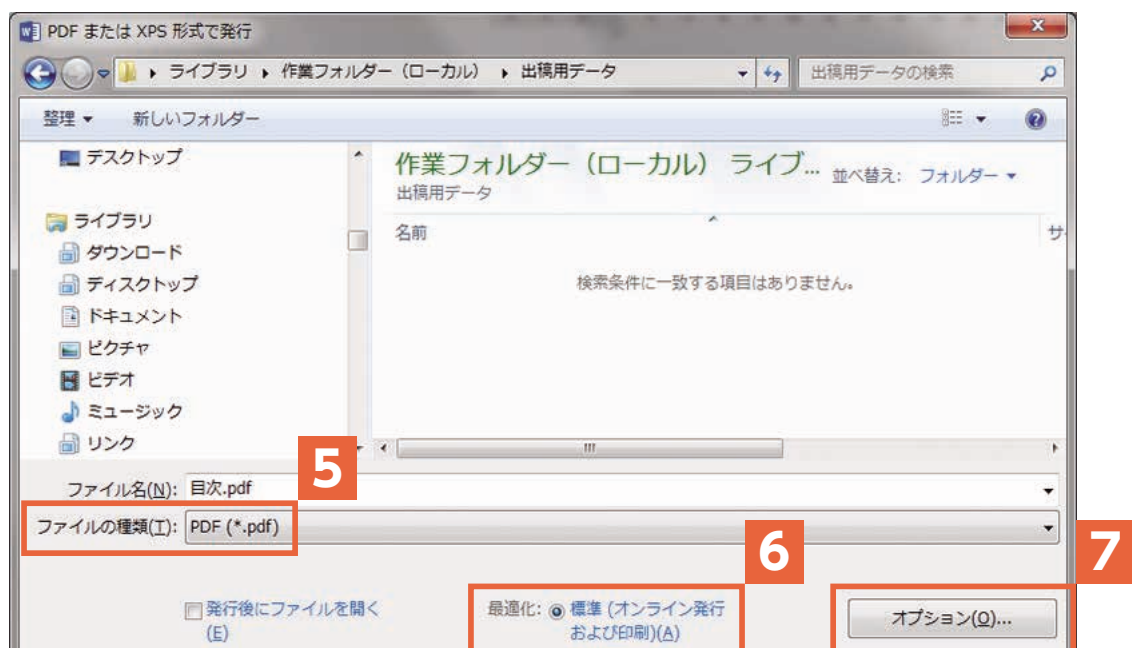 PDF または XPS 形式で発行
ライブラリ 作業フォルダー（ローカル） 出稿用データ 出稿用データの検索
整理 新しいフォルダー
デスクトップ
ライブラリ
ダウンロード
ディスクトップ
ドキュメント
ピクチャ
ビデオ
ミュージック
リンク
作業フォルダー（ローカル） ライブ...
出稿用データ
並べ替え: フォルダー
名前 サ
検索条件に一致する項目はありません。
5
ファイル名(N): 目次.pdf
ファイルの種類(T): PDF (*.pdf)
6
7
発行後にファイルを開く
(E)
最適化: 標準 (オンライン発行
および印刷)(A)
オプション(O)...